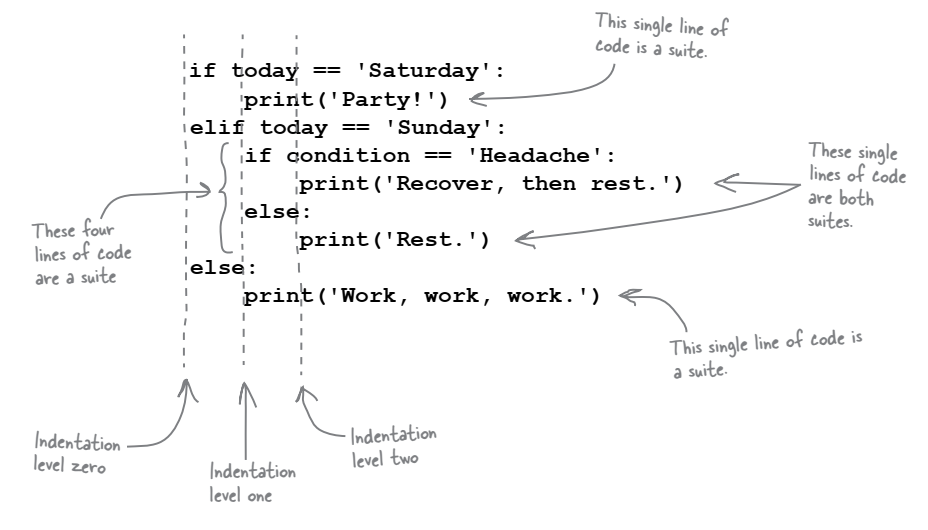 This single line of
code is a suite.
if today == 'Saturday':
print('Party!')
elif today == 'Sunday':
if condition == 'Headache':
print('Recover, then rest.')
else:
print('Rest.')
else:
print('Work, work, work.')
These single
lines of code
are both
suites.
These four
lines of code
are a suite
This single line of code is
a suite.
Indentation
level zero
Indentation
level one
Indentation
level two